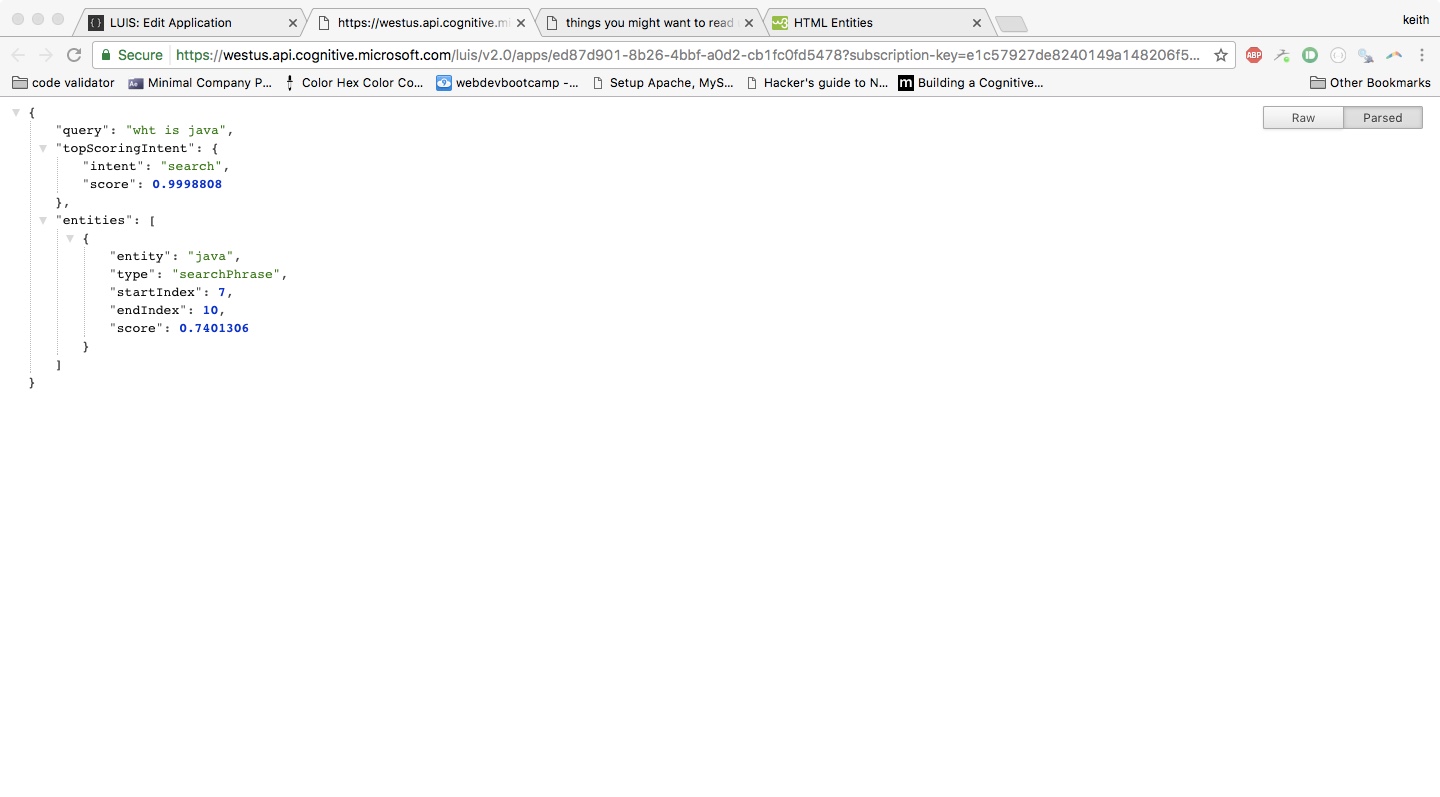 LUIS: Edit Application
https://westus.api.cognitive.mi
things you might want to read
HTML Entities
keith
Secure https://westus.api.cognitive.microsoft.com/luis/v2.0/apps/ed87d901-8b26-4bbf-a0d2-cb1fc0fd5478?subscription-key=e1c57927de8240149a148206f5...
ABP
code validator
Ae Minimal Company P...
Color Hex Color Co...
webdevbootcamp -...
Setup Apache, MyS...
Hacker's guide to N...
m Building a Cognitive...
Other Bookmarks
Raw Parsed
{
"query": "wht is java",
"topScoringIntent": {
"intent": "search",
"score": 0.9998808
},
"entities": [
{
"entity": "java",
"type": "searchPhrase",
"startIndex": 7,
"endIndex": 10,
"score": 0.7401306
}
]
}